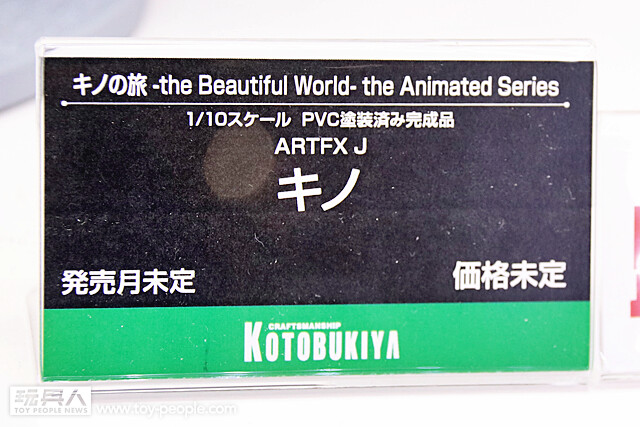 キノの旅 -the Beautiful World- the Animated Series
1/10スケール PVC塗装済み完成品
ARTFX J
キノ
発売月未定 価格未定
CRAFTSMANSHIP
KOTOBUKIYA
玩具人
TOY PEOPLE NEWS www.toy-people.com